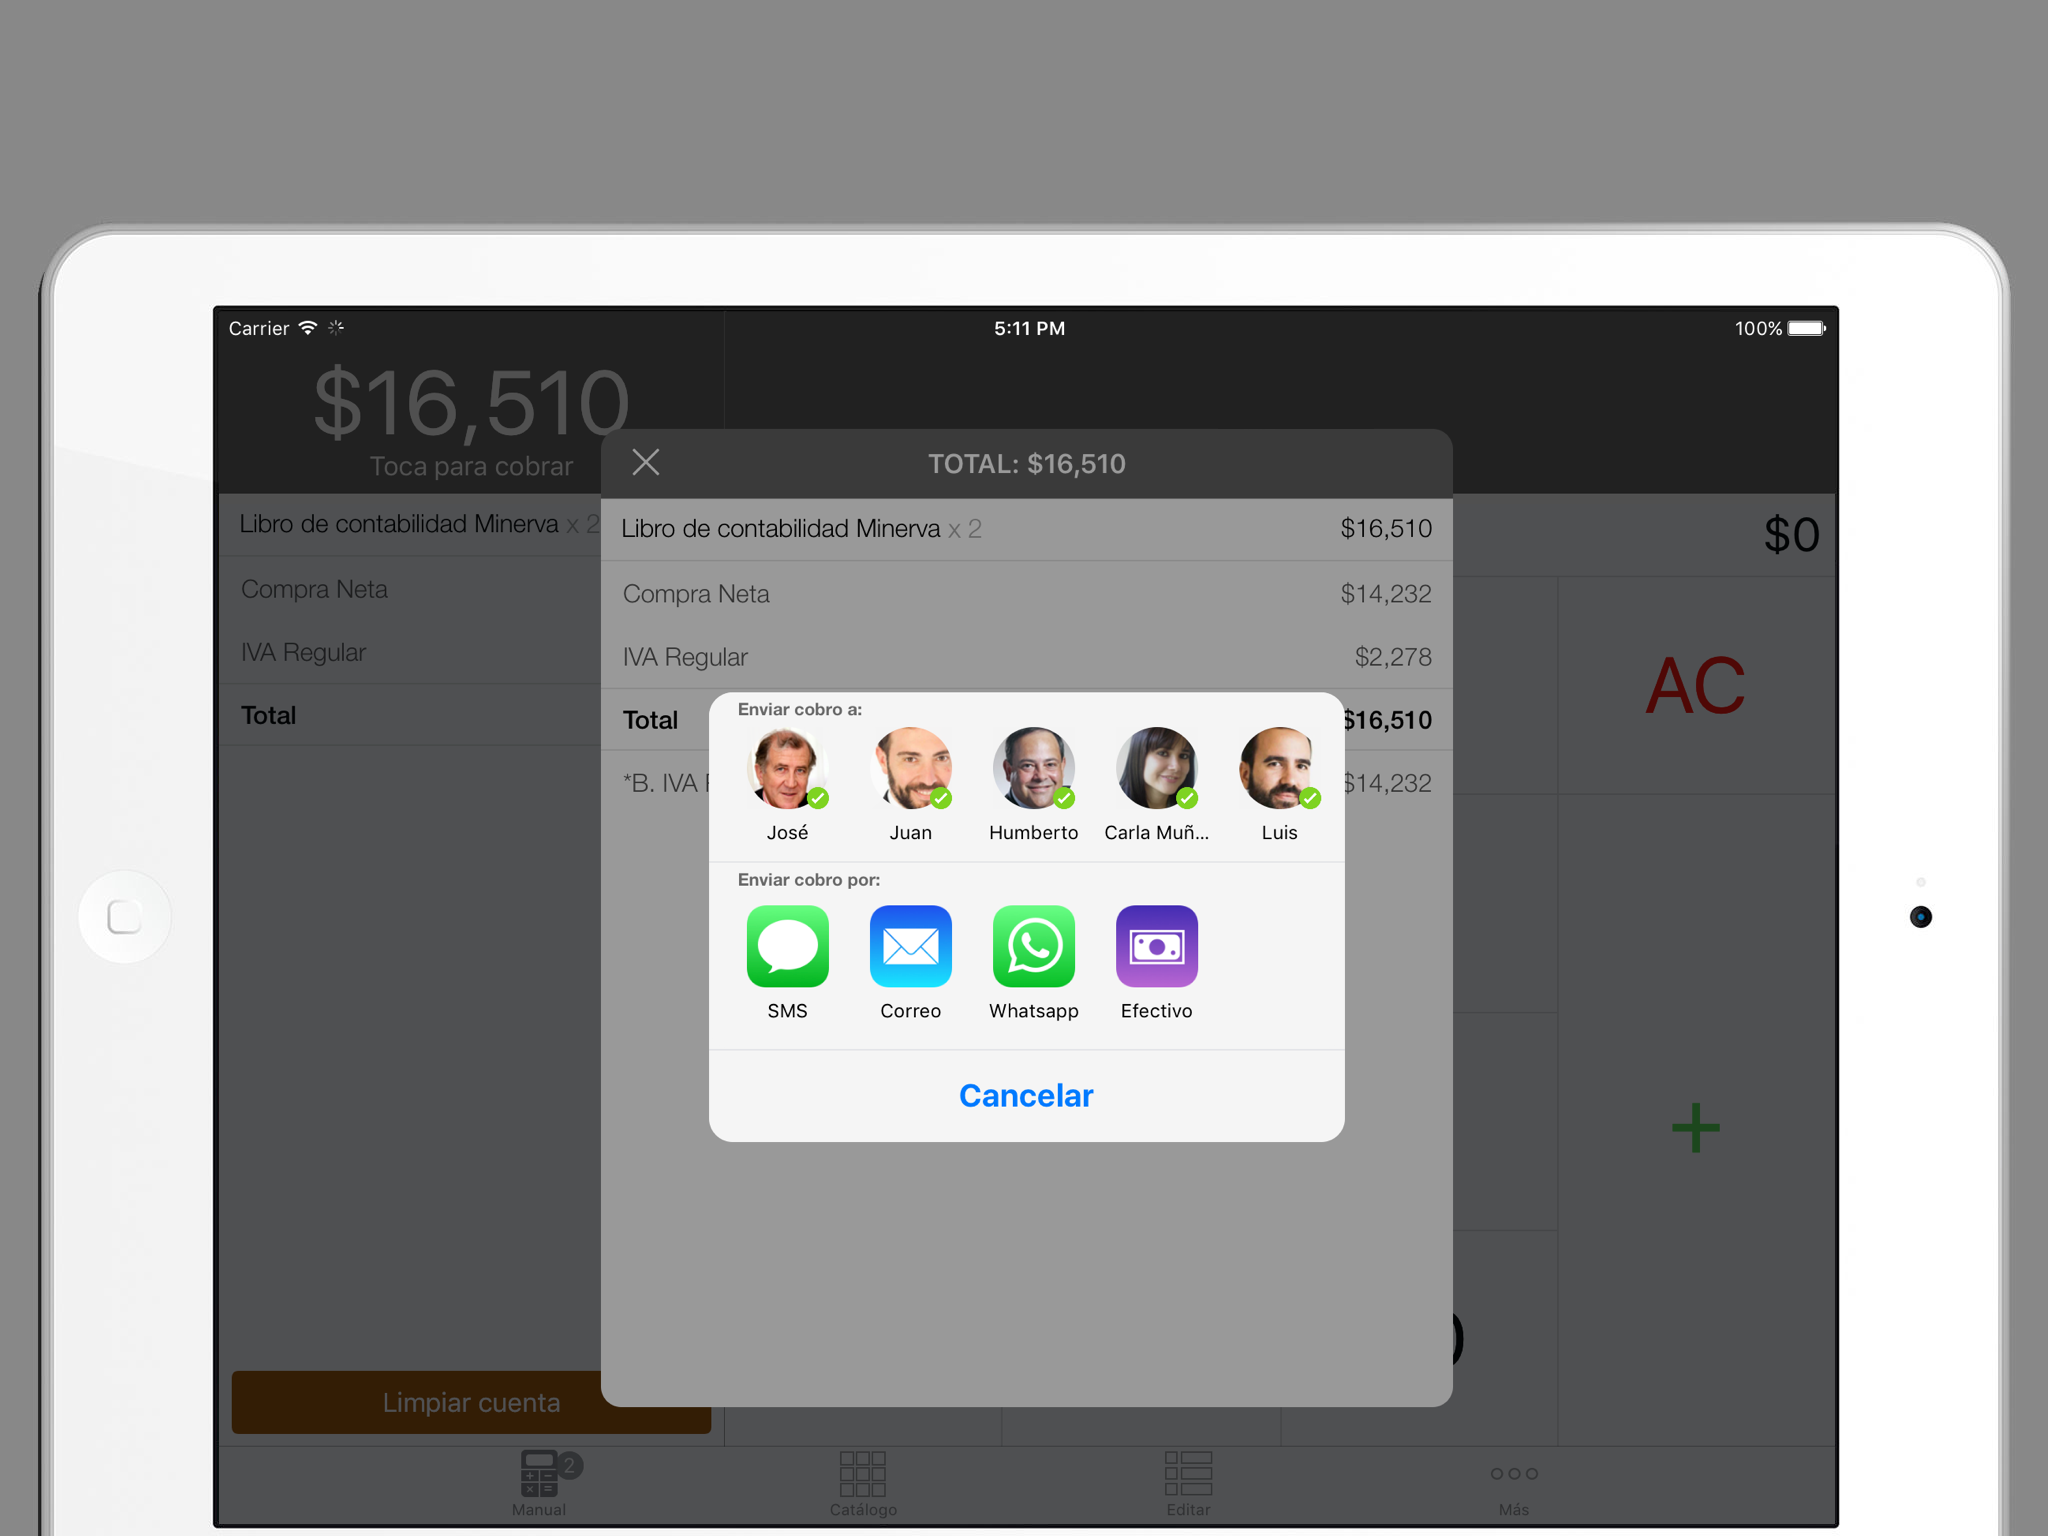 Carrier
5:11 PM
100%
$16,510
Toca para cobrar
TOTAL: $16,510
Libro de contabilidad Minerva x 2
Compra Neta
IVA Regular
Total
Libro de contabilidad Minerva x 2 $16,510
Compra Neta $14,232
IVA Regular $2,278
Total $16,510
*B. IVA $14,232
$0
AC
+
Enviar cobro a:
José Juan Humberto Carla Muñ... Luis
Enviar cobro por:
SMS Correo Whatsapp Efectivo
Cancelar
Limpiar cuenta
2
Manual Catálogo Editar Más